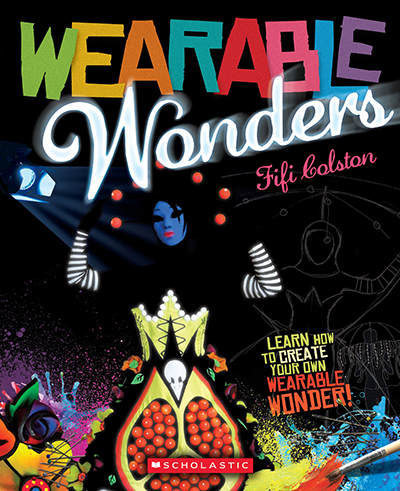 WEARABLE
Wonders
Fifi Colston
LEARN HOW
TO CREATE
YOUR OWN
WEARABLE
WONDER!
SCHOLASTIC